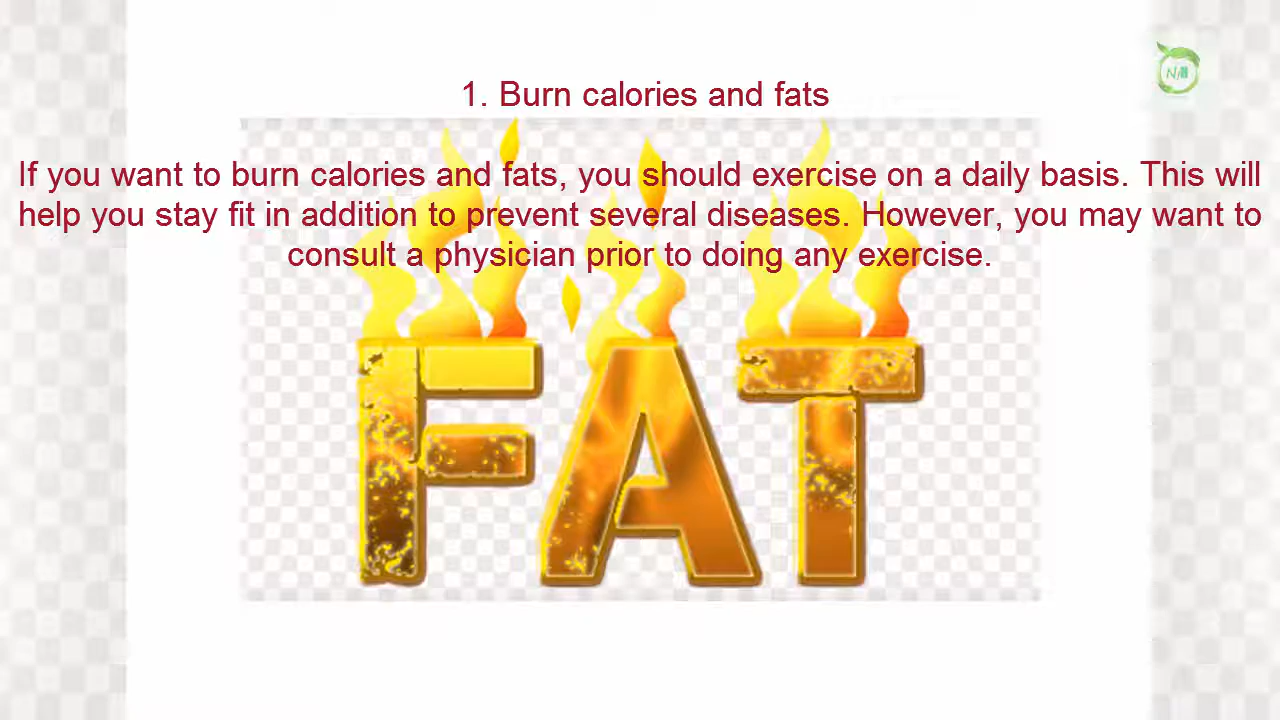 1. Burn calories and fats
If you want to burn calories and fats, you should exercise on a daily basis. This will
help you stay fit in addition to prevent several diseases. However, you may want to
consult a physician prior to doing any exercise.
FAT